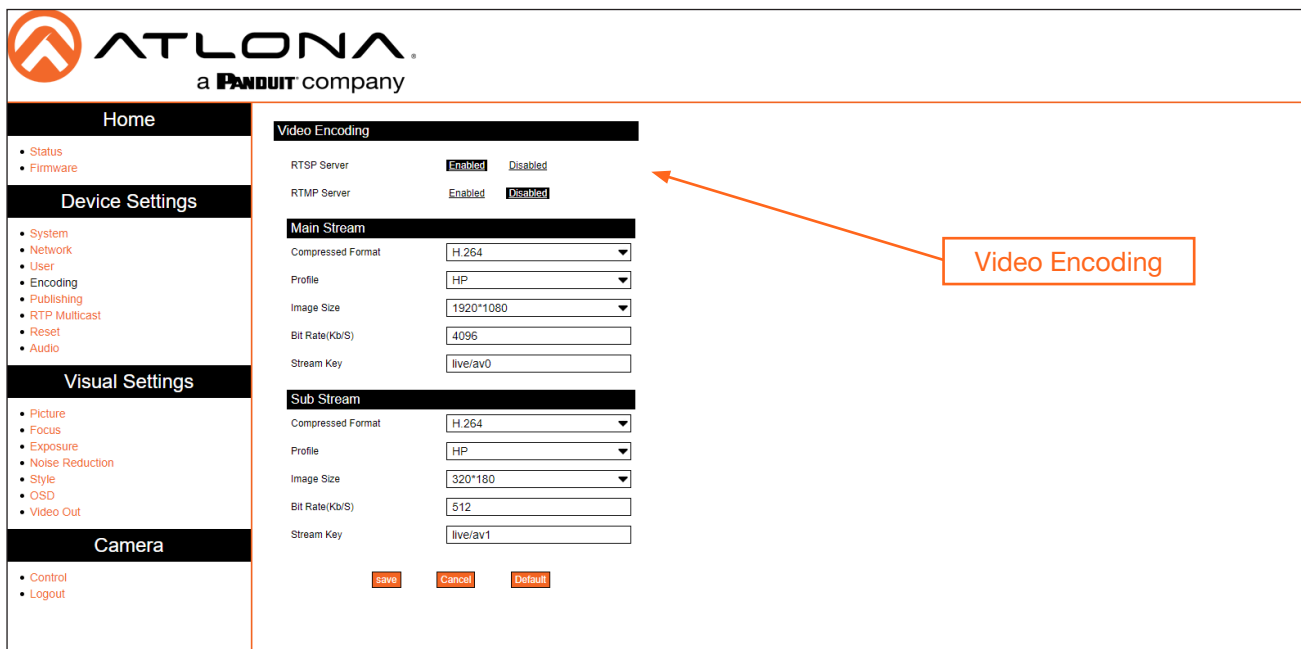 ATLONA.
a PANDUIT company
Home
• Status
• Firmware
Device Settings
• System
• Network
• User
• Encoding
• Publishing
• RTP Multicast
• Reset
• Audio
Visual Settings
• Picture
• Focus
• Exposure
• Noise Reduction
• Style
• OSD
• Video Out
Camera
• Control
• Logout
Video Encoding
RTSP Server Enabled Disabled
RTMP Server Enabled Disabled
Main Stream
Compressed Format H.264
Profile HP
Image Size 1920*1080
Bit Rate(Kb/S) 4096
Stream Key live/av0
Sub Stream
Compressed Format H.264
Profile HP
Image Size 320*180
Bit Rate(Kb/S) 512
Stream Key live/av1
save Cancel Default
Video Encoding